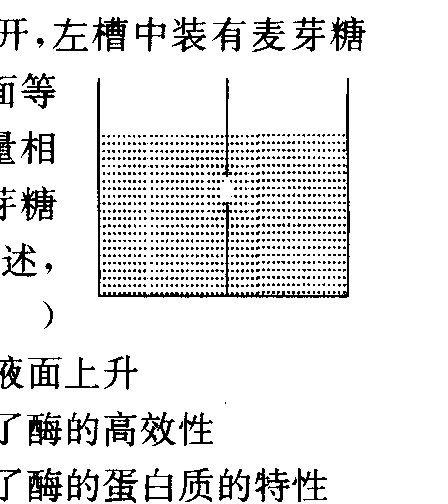 开,左槽中装有麦芽糖
面等
量相
芽糖
述,
)
液面上升
了酶的高效性
了酶的蛋白质的特性